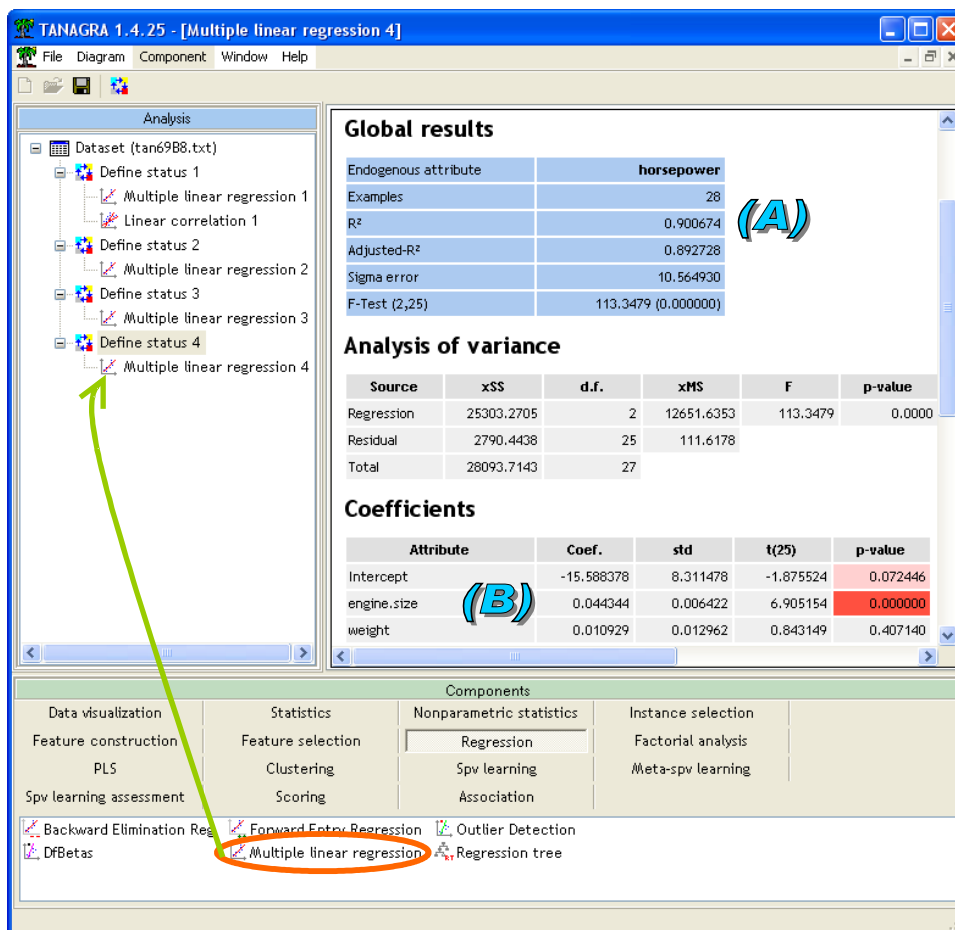 TANAGRA 1.4.25 - [Multiple linear regression 4]
File Diagram Component Window Help
Analysis
Dataset (tan69B8.txt)
Define status 1
Multiple linear regression 1
Linear correlation 1
Define status 2
Multiple linear regression 2
Define status 3
Multiple linear regression 3
Define status 4
Multiple linear regression 4
Global results
Endogenous attribute horsepower
Examples 28
R² 0.900674
Adjusted-R² 0.892728
Sigma error 10.564930
F-Test (2,25) 113.3479 (0.000000)
(A)
Analysis of variance
Source xSS d.f. xMS F p-value
Regression 25303.2705 2 12651.6353 113.3479 0.0000
Residual 2790.4438 25 111.6178
Total 28093.7143 27
Coefficients
Attribute Coef. std t(25) p-value
Intercept -15.588378 8.311478 -1.875524 0.072446
engine.size 0.044344 0.006422 6.905154 0.000000
weight 0.010929 0.012962 0.843149 0.407140
(B)
Components
Data visualization Statistics Nonparametric statistics Instance selection
Feature construction Feature selection Regression Factorial analysis
PLS Clustering Spv learning Meta-spv learning
Spv learning assessment Scoring Association
Backward Elimination Reg Forward Entry Regression Outlier Detection
DfBetas Multiple linear regression Regression tree